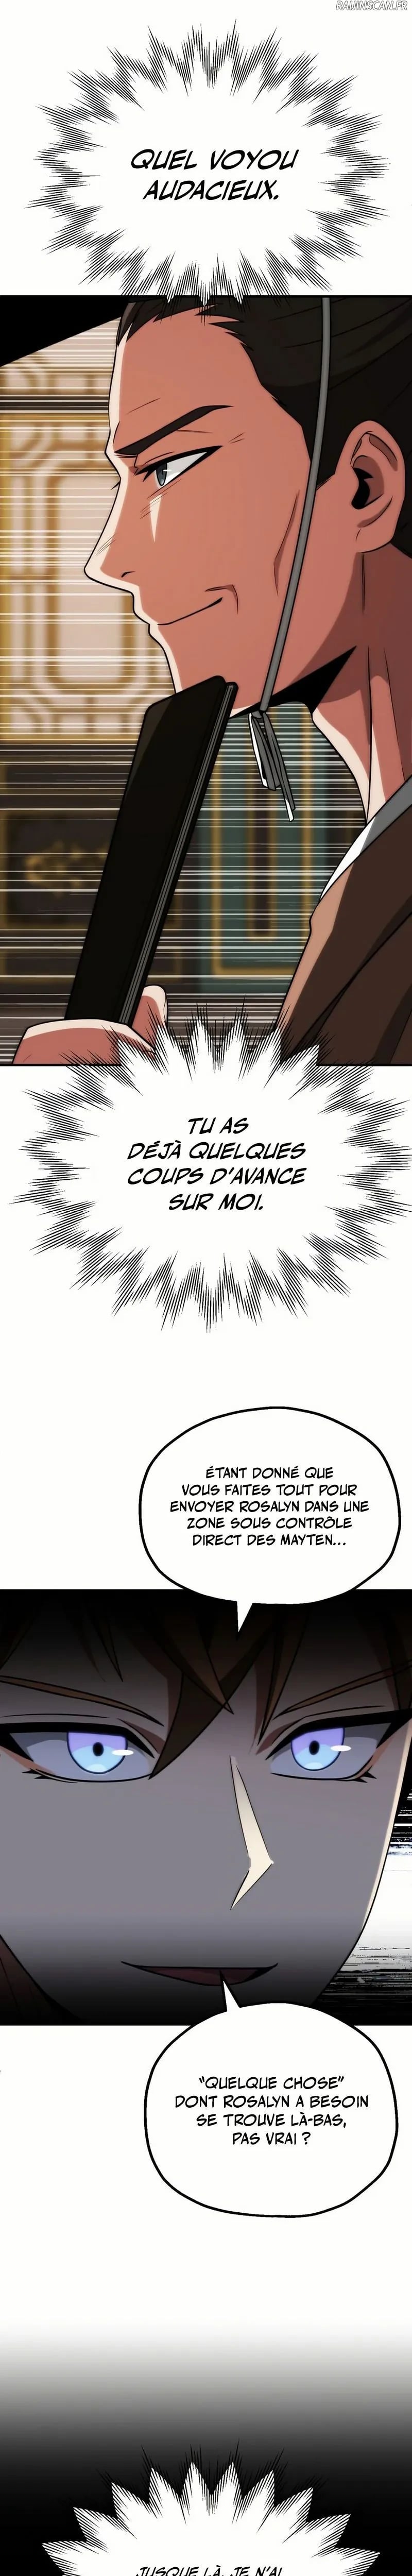 RAIJINSCAN.FR
QUEL VOYOU
AUDACIEUX.
TU AS
DÉJÀ QUELQUES
COUPS D'AVANCE
SUR MOI.
ÉTANT DONNÉ QUE
VOUS FAITES TOUT POUR
ENVOYER ROSALYN DANS UNE
ZONE SOUS CONTRÔLE
DIRECT DES MAYTEN...
"QUELQUE CHOSE"
DONT ROSALYN A BESOIN
SE TROUVE LÀ-BAS,
PAS VRAI ?
JUSQUE LÀ, JE N'AI